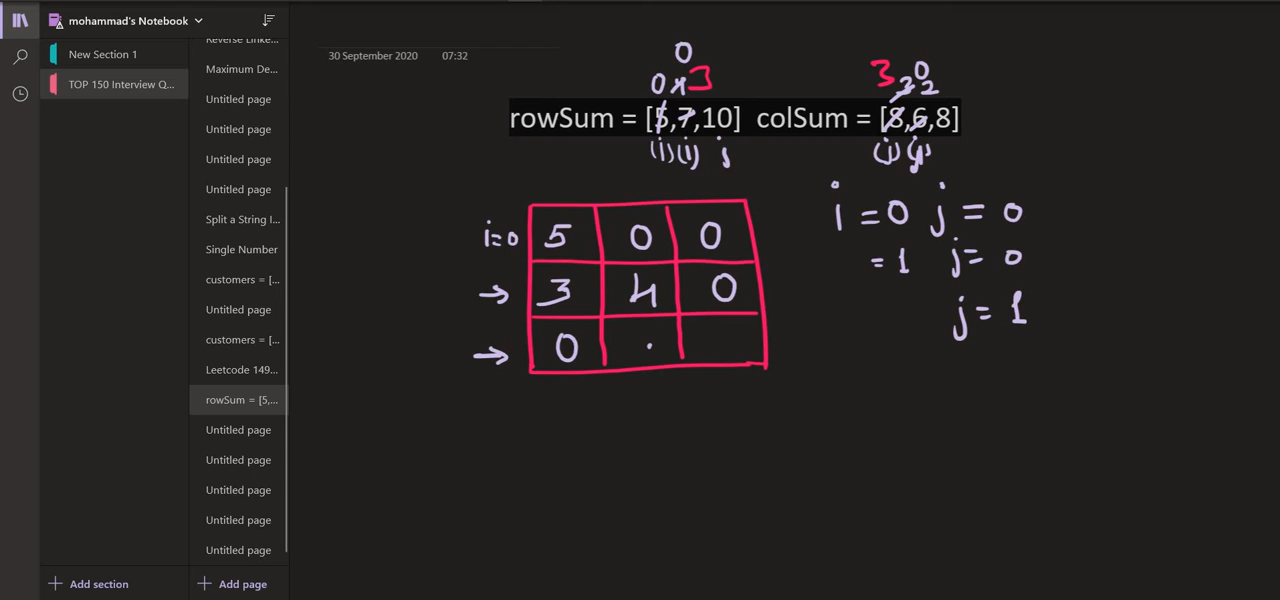 mohammad's Notebook
New Section 1
TOP 150 Interview Q...
Reverse Linke...
Maximum De...
Untitled page
Untitled page
Untitled page
Untitled page
Split a String I...
Single Number
customers = [...
Untitled page
customers = [...
Leetcode 149...
rowSum = [5,...
Untitled page
Untitled page
Untitled page
Untitled page
Untitled page
Add section
Add page
30 September 2020 07:32
0
0 3
3 0
2
rowSum = [5,7,10] colSum = [8,6,8]
(i) (i) i
(j) (j)
i=0 5 0 0
→ 3 4 0
→ 0 .
i = 0 j = 0
= 1 j = 0
j = 1